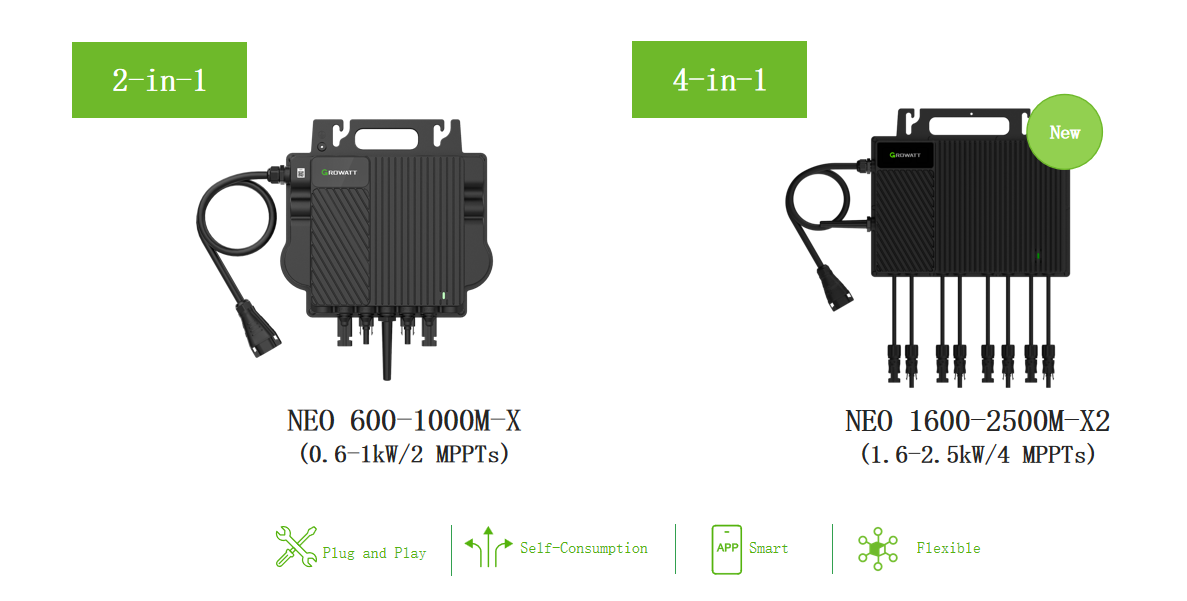 2-in-1
4-in-1
New
GROWATT
GROWATT
NEO 600-1000M-X
(0.6-1kW/2 MPPTs)
NEO 1600-2500M-X2
(1.6-2.5kW/4 MPPTs)
Plug and Play
Self-Consumption
APP
Smart
Flexible